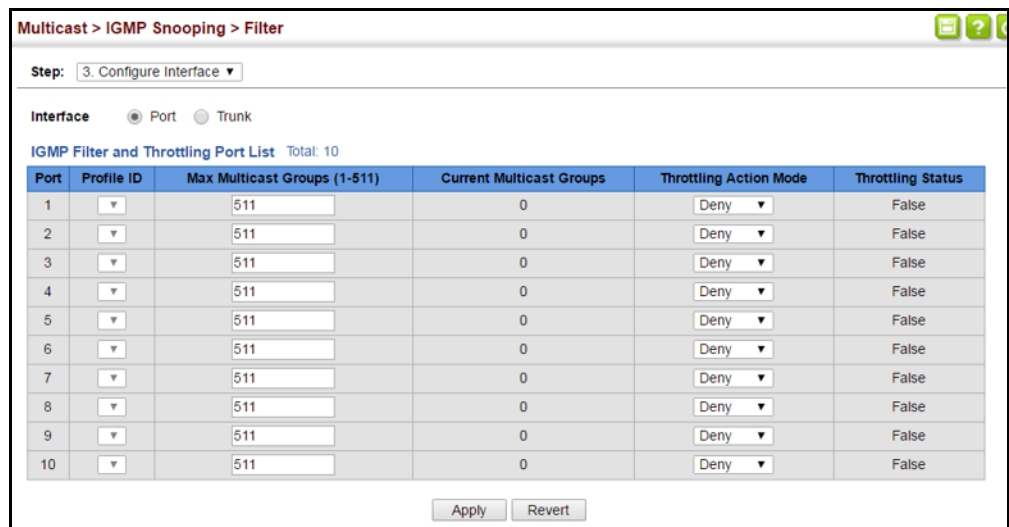 Multicast > IGMP Snooping > Filter
?
Step: 3. Configure Interface
Interface Port Trunk
IGMP Filter and Throttling Port List Total: 10
Port Profile ID Max Multicast Groups (1-511) Current Multicast Groups Throttling Action Mode Throttling Status
1 511 0 Deny False
2 511 0 Deny False
3 511 0 Deny False
4 511 0 Deny False
5 511 0 Deny False
6 511 0 Deny False
7 511 0 Deny False
8 511 0 Deny False
9 511 0 Deny False
10 511 0 Deny False
Apply Revert